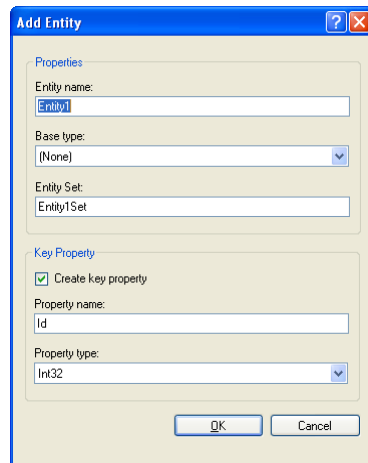 Add Entity
Properties
Entity name:
Entity1
Base type:
(None)
Entity Set:
Entity1Set
Key Property
Create key property
Property name:
Id
Property type:
Int32
OK Cancel